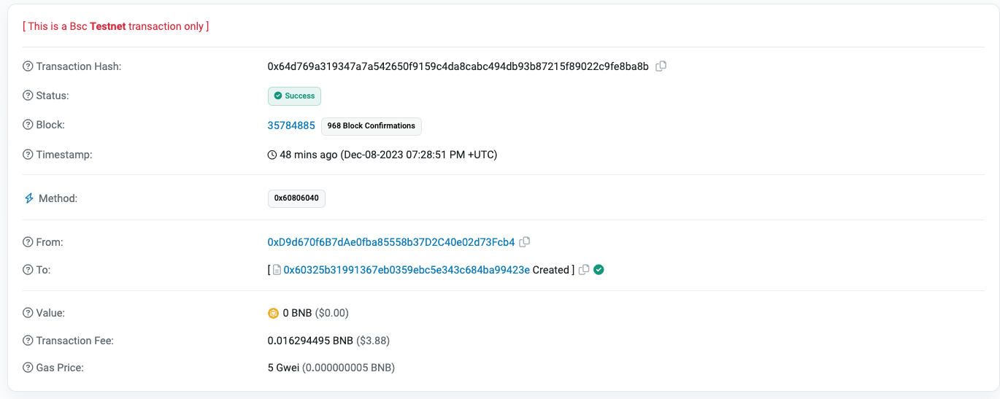 [ This is a Bsc Testnet transaction only ]
Transaction Hash: 0x64d769a319347a7a542650f9159c4da8cabc494db93b87215f89022c9fe8ba8b
Status: Success
Block: 35784885 968 Block Confirmations
Timestamp: 48 mins ago (Dec-08-2023 07:28:51 PM +UTC)
Method: 0x60806040
From: 0xD9d670f6B7dAe0fba85558b37D2C40e02d73Fcb4
To: [ 0x60325b31991367eb0359ebc5e343c684ba99423e Created ]
Value: 0 BNB ($0.00)
Transaction Fee: 0.016294495 BNB ($3.88)
Gas Price: 5 Gwei (0.000000005 BNB)